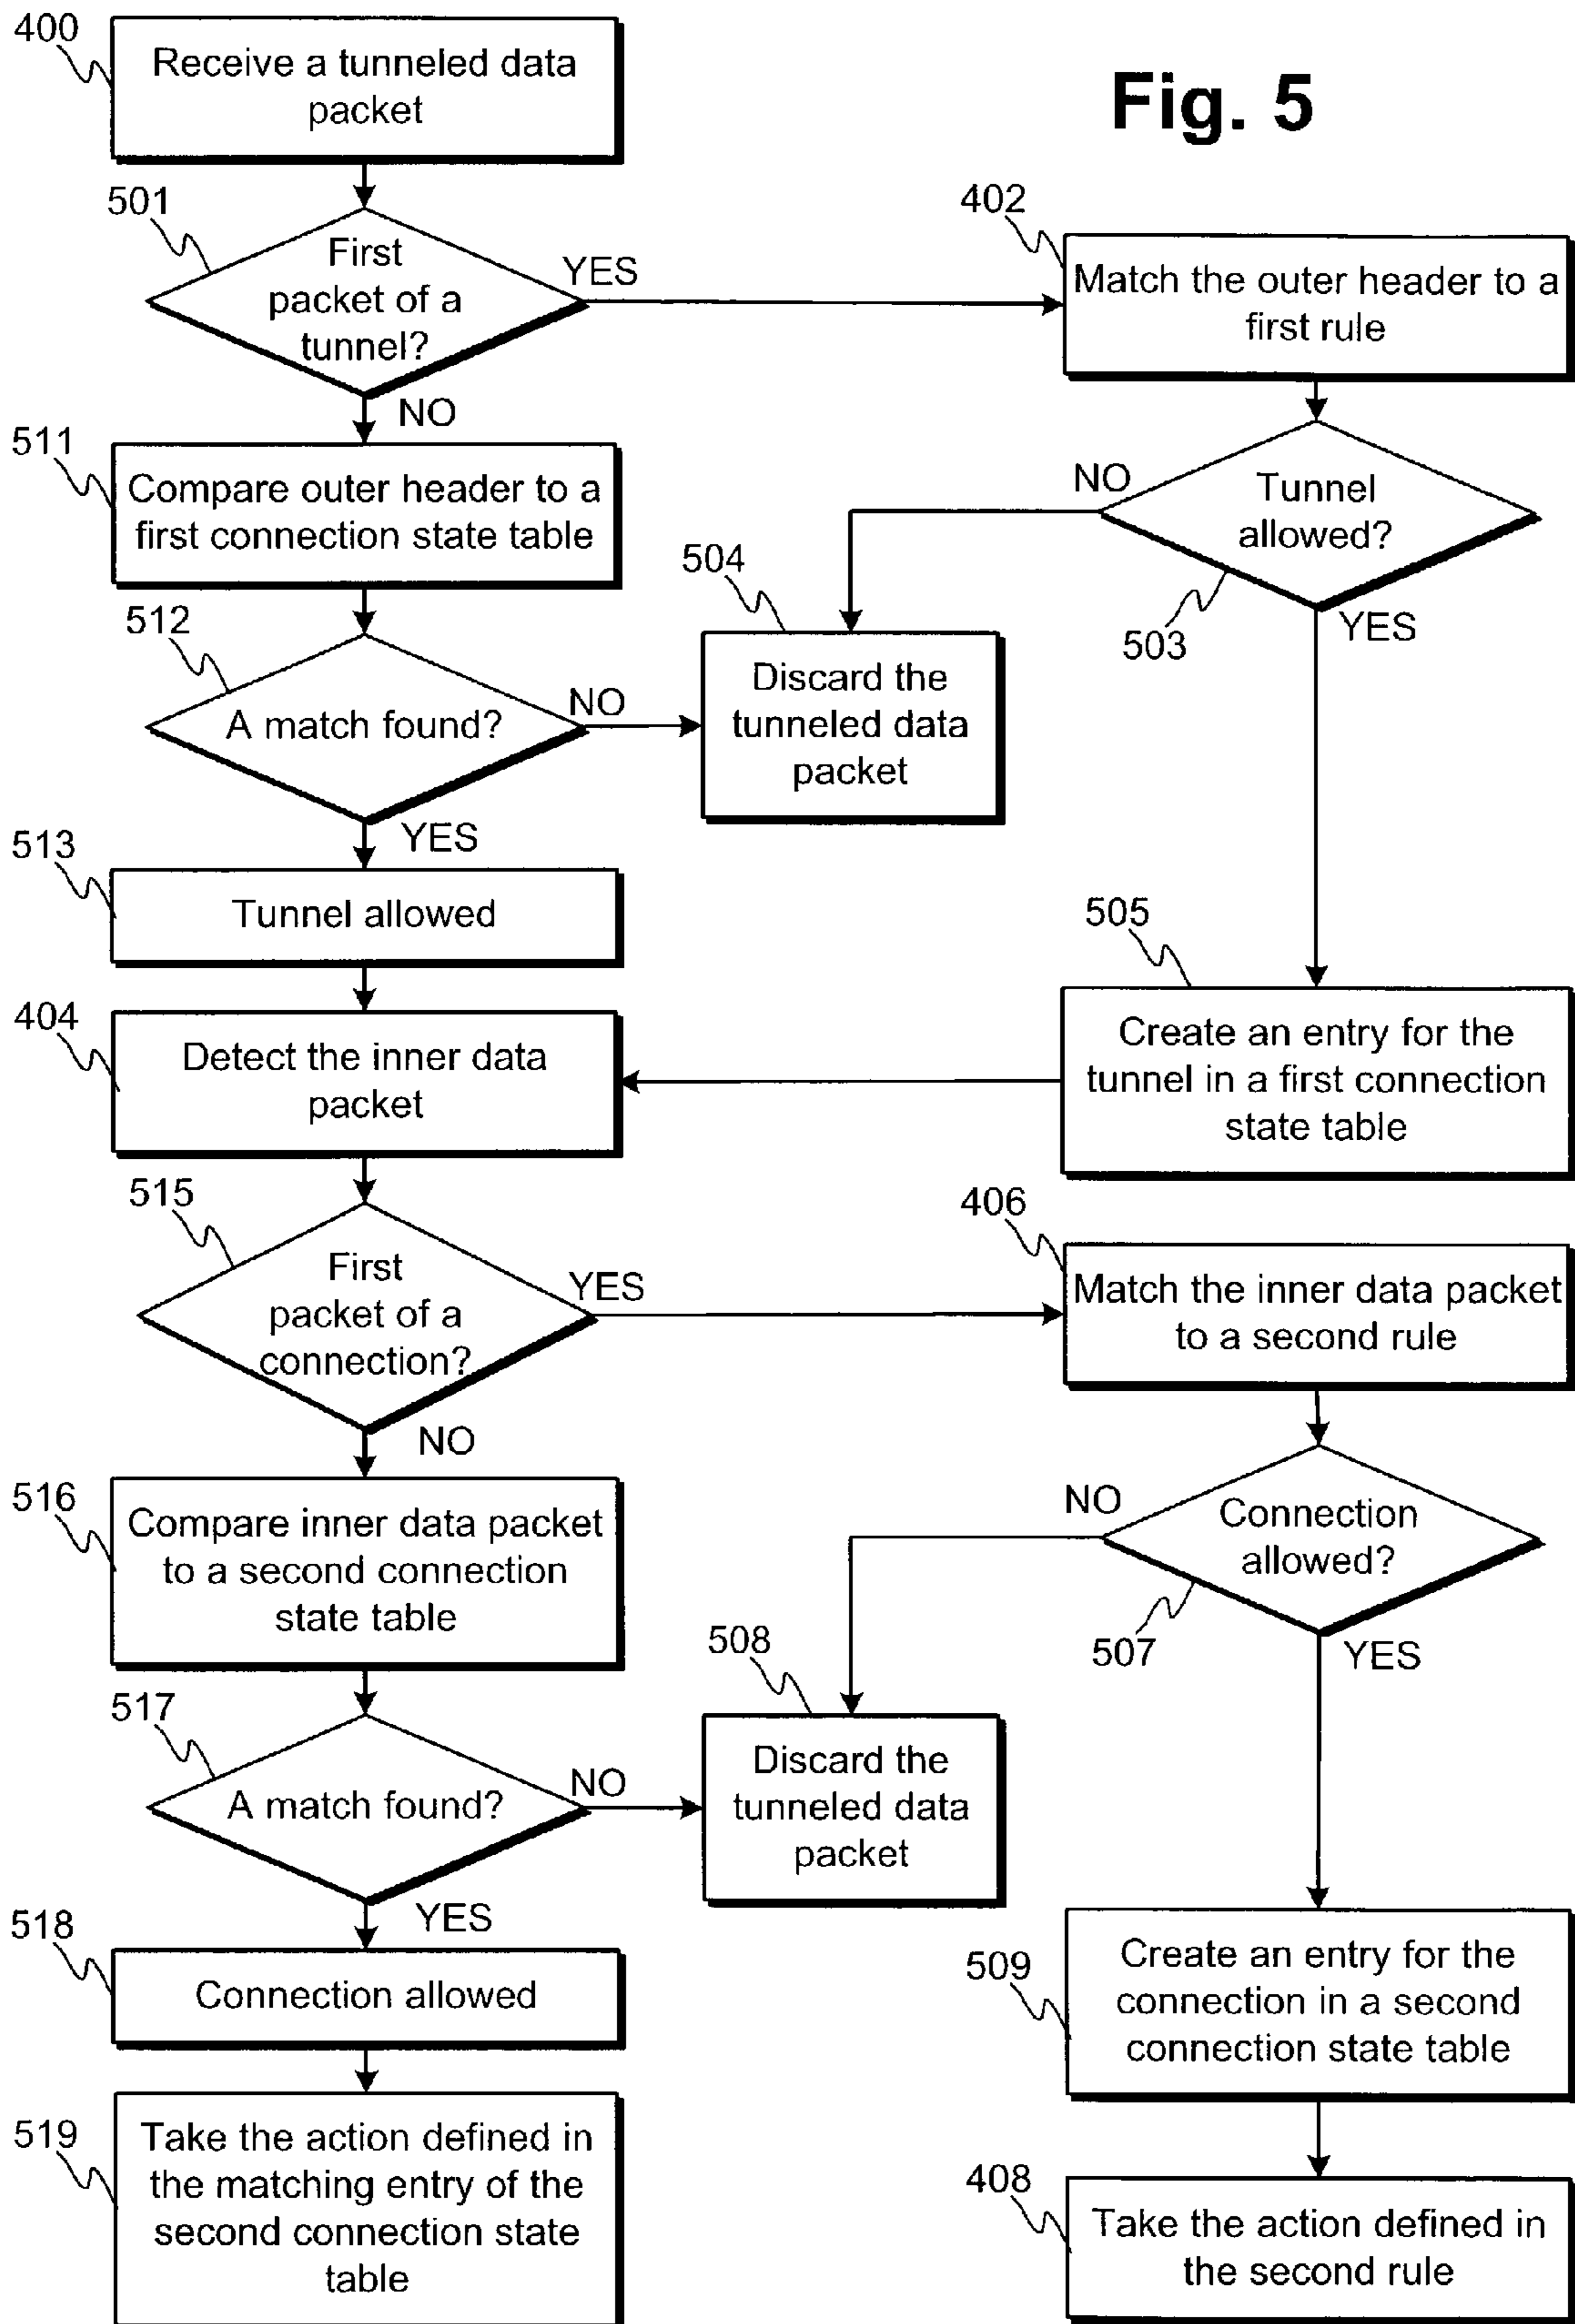 Fig. 5
400
Receive a tunneled data
packet
501
First
packet of a
tunnel?
YES
NO
402
Match the outer header to a
first rule
511
Compare outer header to a
first connection state table
NO
Tunnel
allowed?
503
YES
504
Discard the
tunneled data
packet
512
A match found?
NO
YES
513
Tunnel allowed
505
Create an entry for the
tunnel in a first connection
state table
404
Detect the inner data
packet
515
First
packet of a
connection?
YES
NO
406
Match the inner data packet
to a second rule
516
Compare inner data packet
to a second connection
state table
NO
Connection
allowed?
507
YES
508
Discard the
tunneled data
packet
517
A match found?
NO
YES
518
Connection allowed
509
Create an entry for the
connection in a second
connection state table
519
Take the action defined in
the matching entry of the
second connection state
table
408
Take the action defined in
the second rule